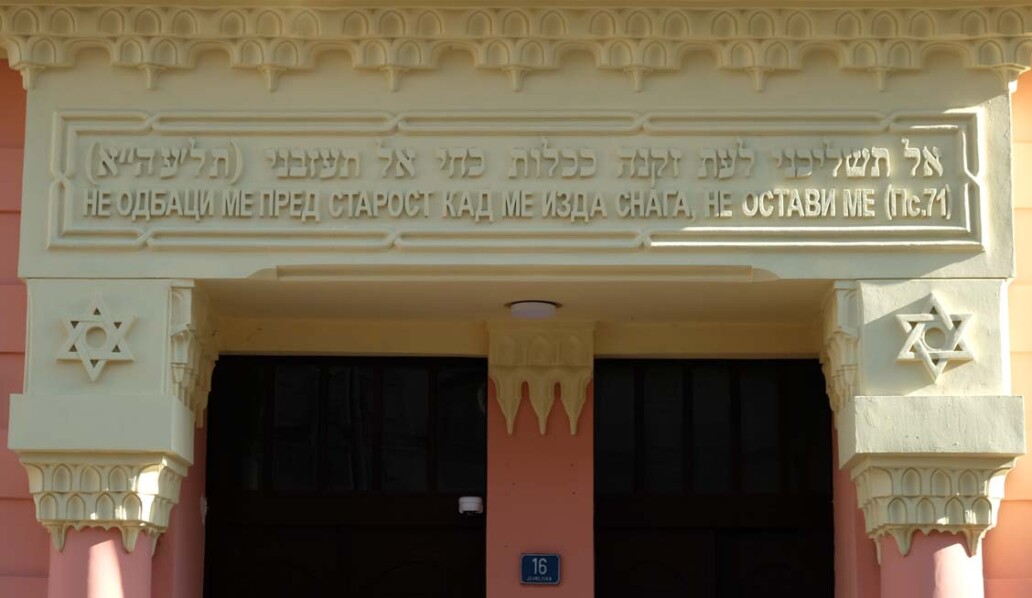 אל תשליכני לעת זקנה ככלות כחי אל תעזבני (תל׳ע״ה״א)
НЕ ОДБАЦИ МЕ ПРЕД СТАРОСТ КАД МЕ ИЗДА СНАГА, НЕ ОСТАВИ МЕ (Пс.71)
16